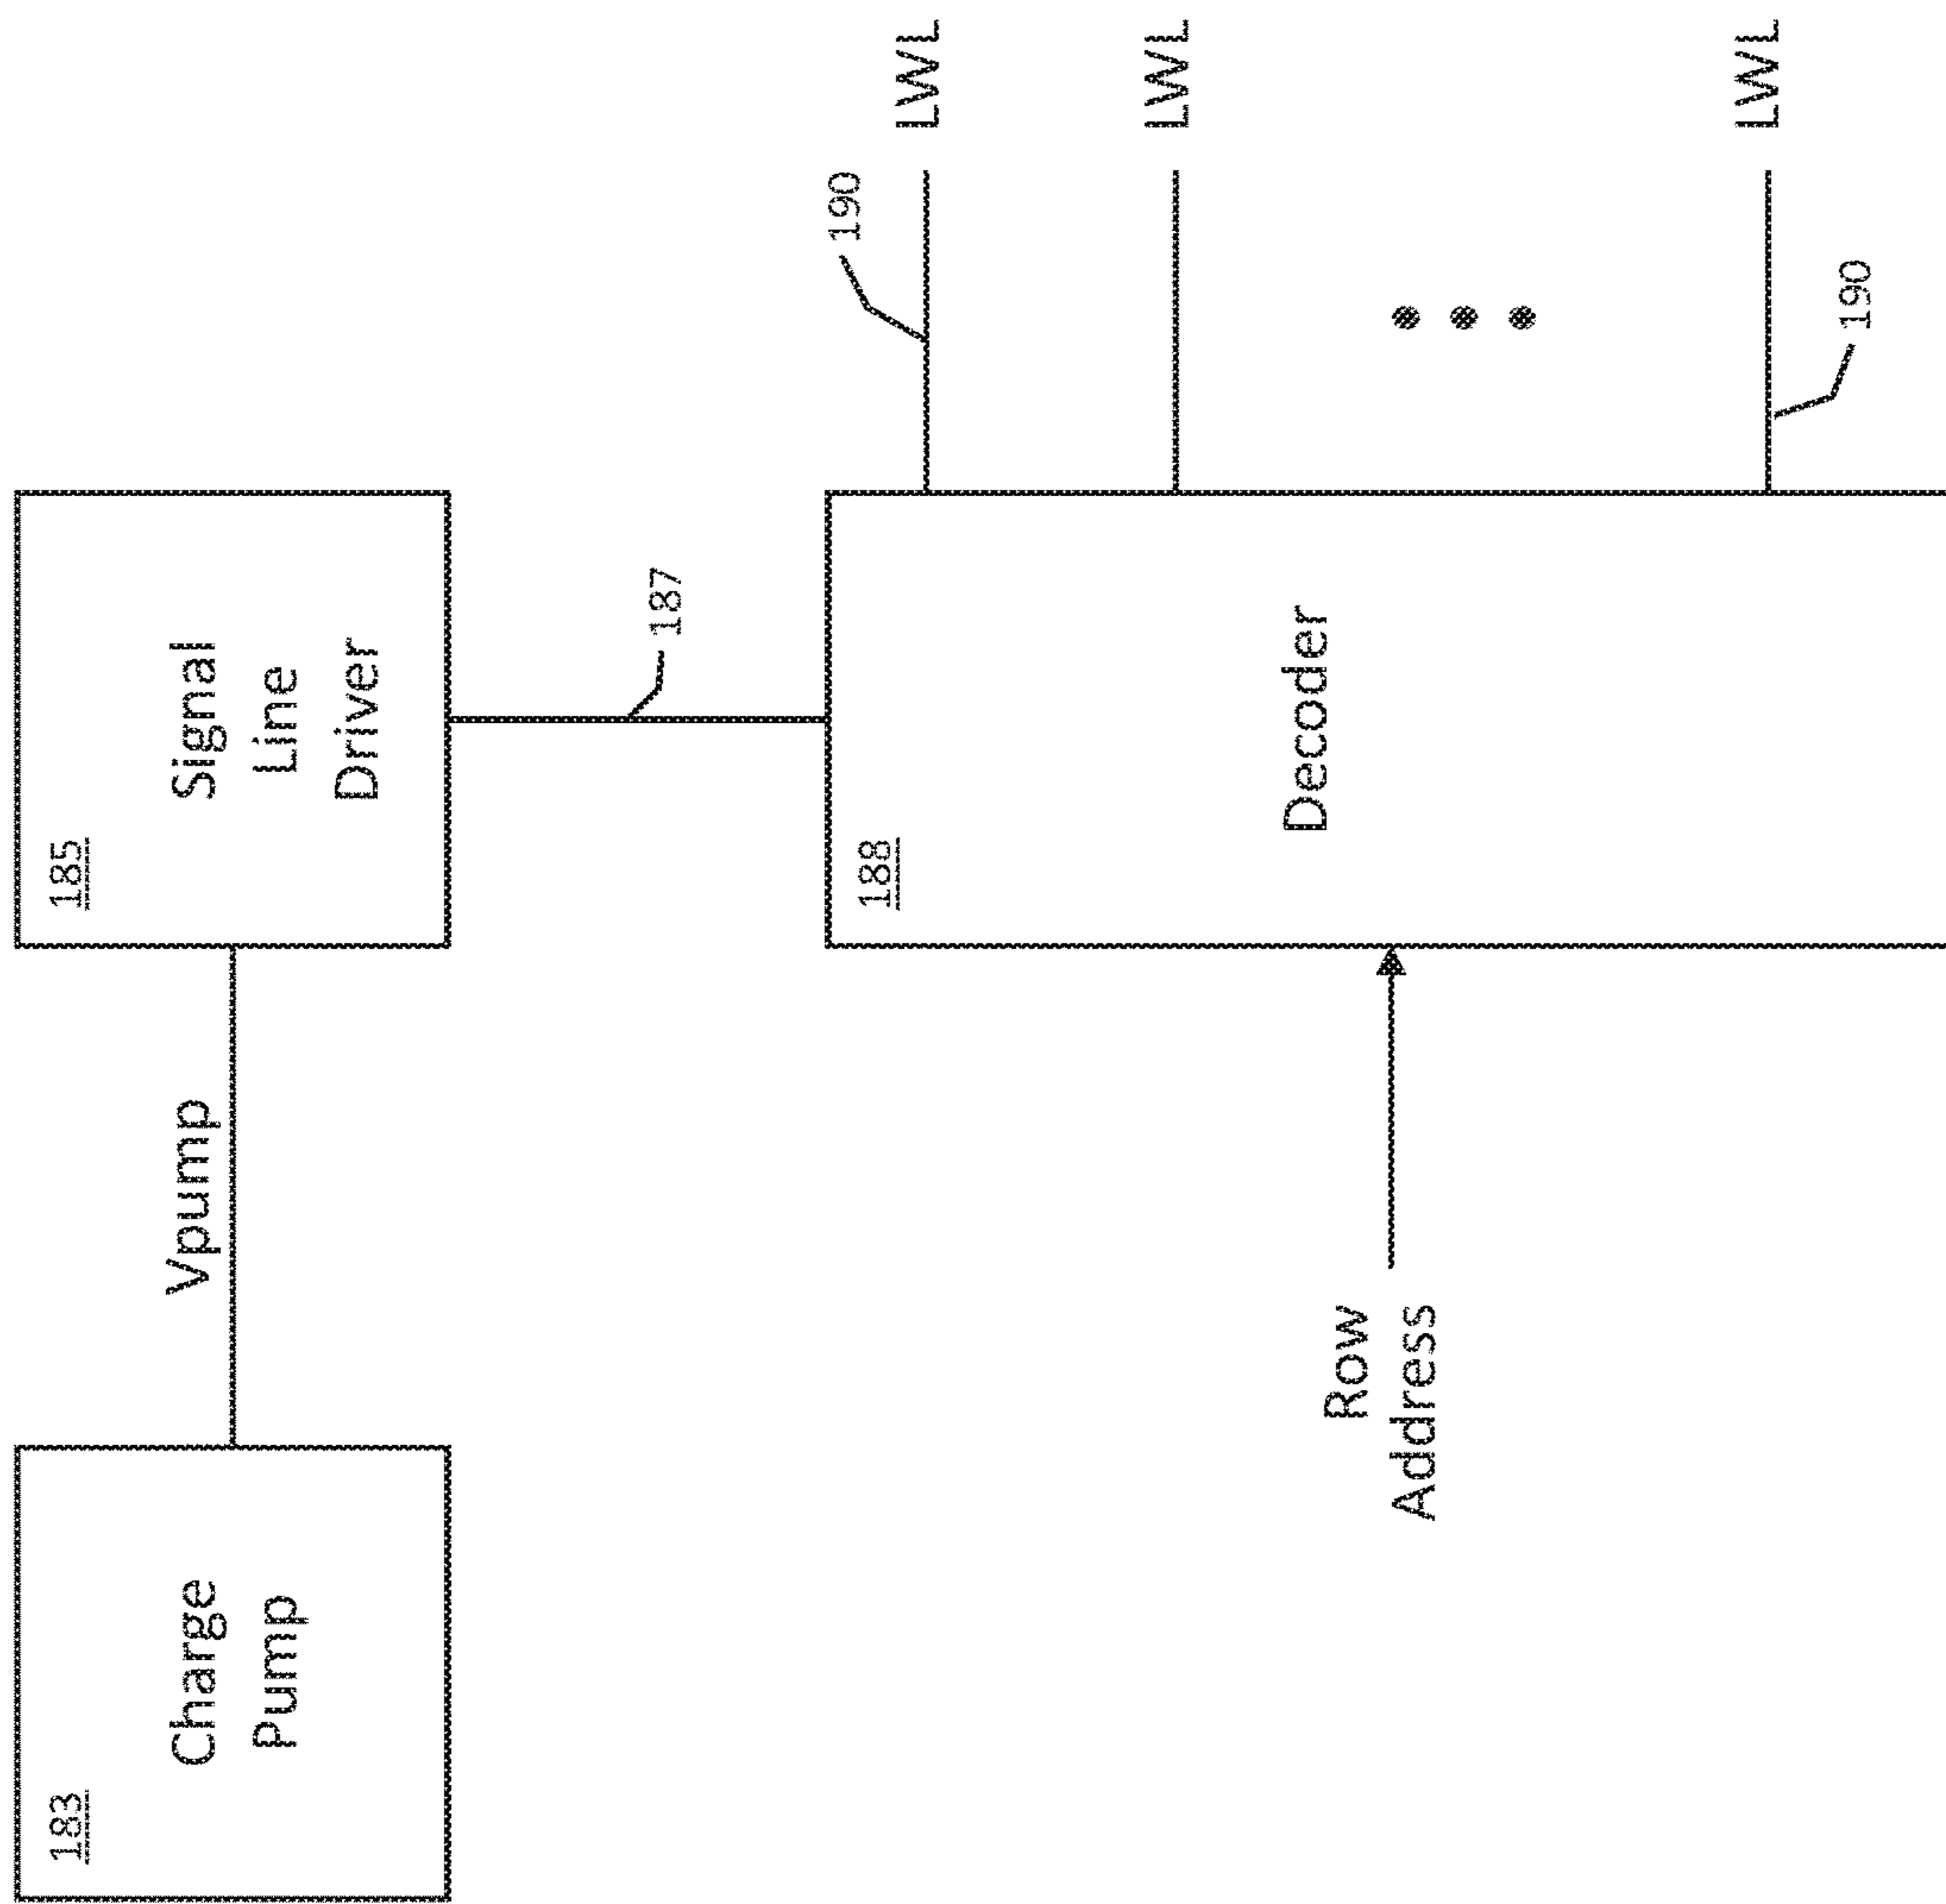 183
Charge
Pump
Vpump
185
Signal
Line
Driver
187
188
Decoder
Row
Address
190
LWL
LWL
LWL
190